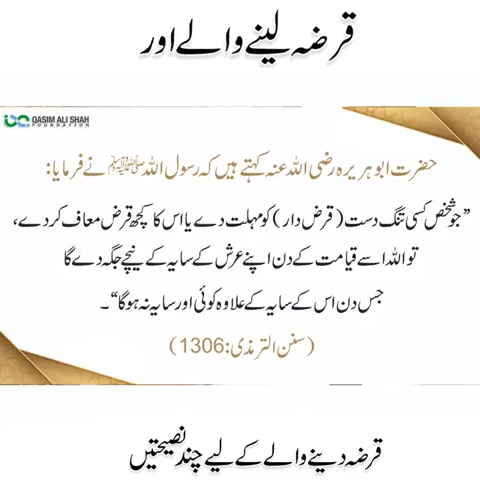 قرضہ لینے والے اور
QASIM ALI SHAH
FOUNDATION
حضرت ابو ہریرہ رضی اللہ عنہ کہتے ہیں کہ رسول اللہ ﷺ نے فرمایا:
”جو شخص کسی تنگ دست (قرض دار) کو مہلت دے یا اس کا کچھ قرض معاف کر دے،
تو اللہ اسے قیامت کے دن اپنے عرش کے سایہ کے نیچے جگہ دے گا
جس دن اس کے سایہ کے علاوہ کوئی اور سایہ نہ ہوگا“۔
(سنن الترمذی:1306)
قرضہ دینے والے کے لیے چند نصیحتیں